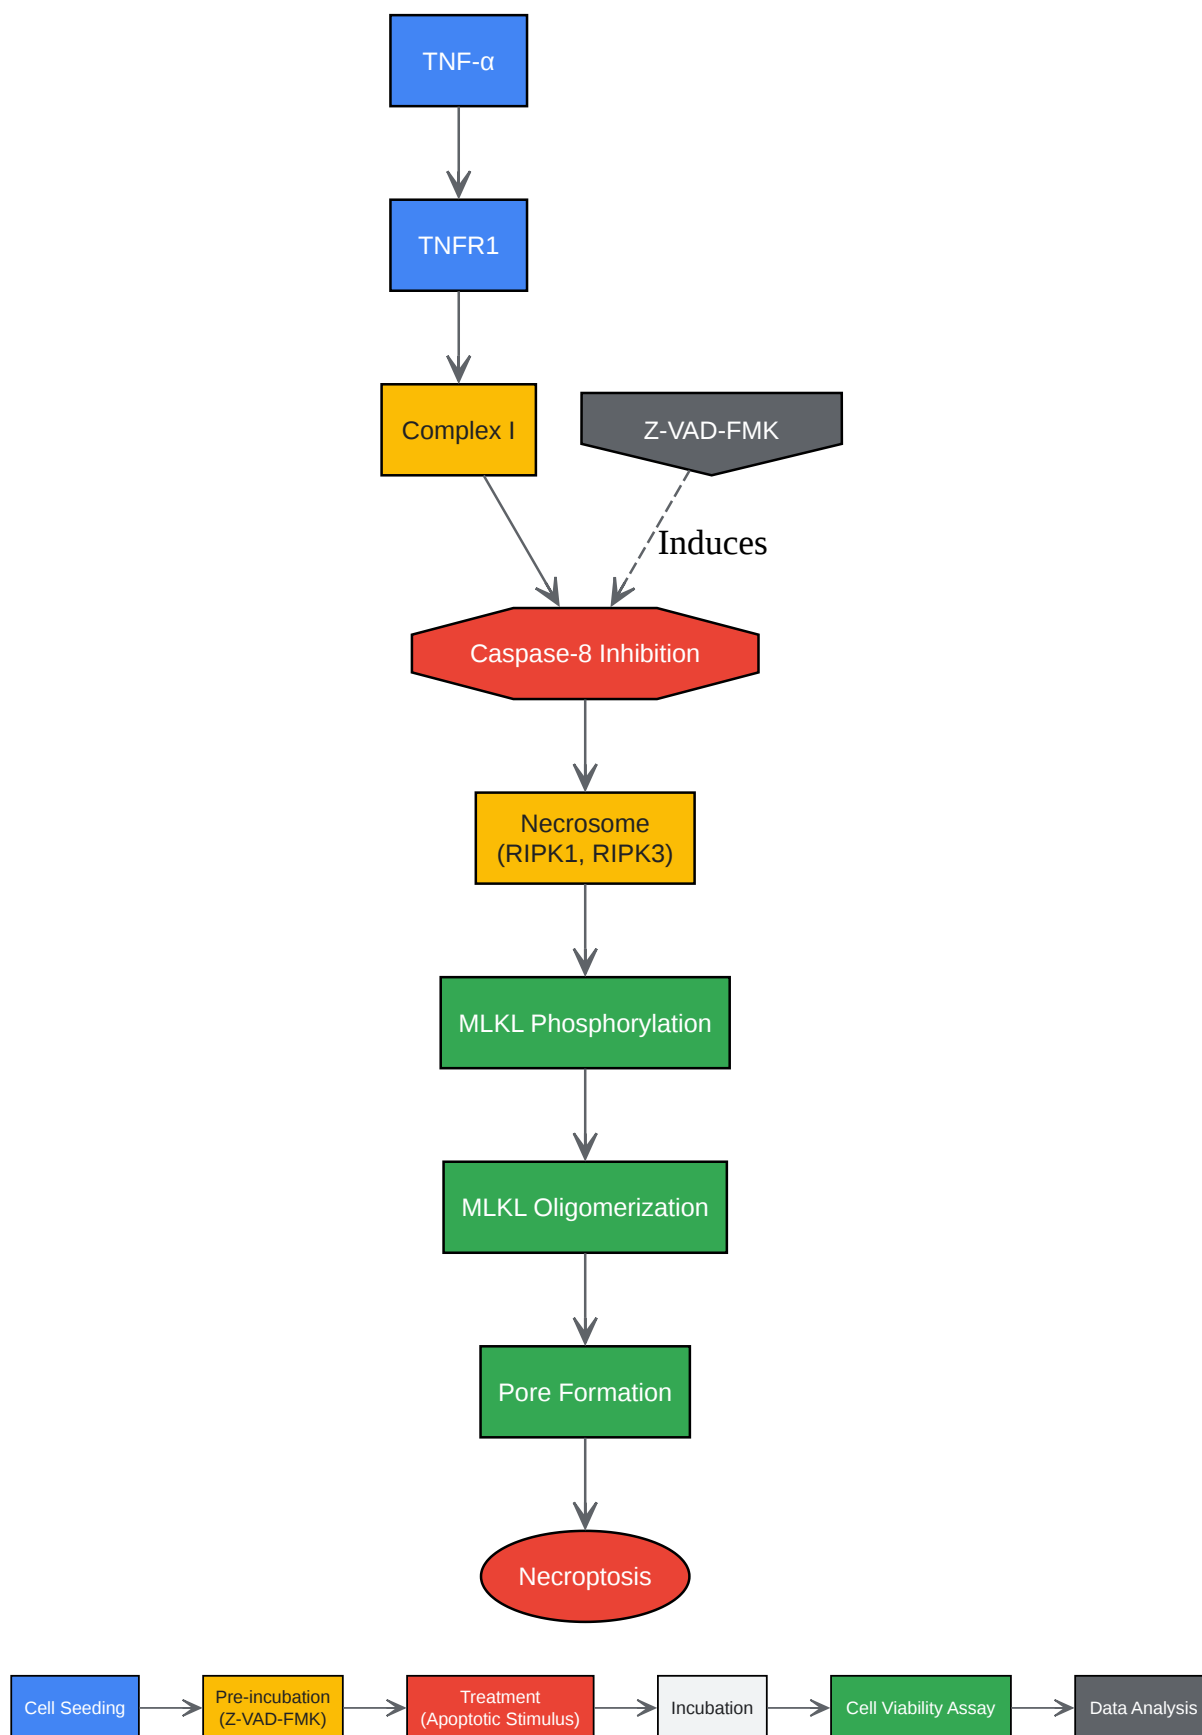 TNF-α
TNFR1
Complex I
Z-VAD-FMK
Induces
Caspase-8 Inhibition
Necrosome
(RIPK1, RIPK3)
MLKL Phosphorylation
MLKL Oligomerization
Pore Formation
Necroptosis
Cell Seeding
Pre-incubation
(Z-VAD-FMK)
Treatment
(Apoptotic Stimulus)
Incubation
Cell Viability Assay
Data Analysis